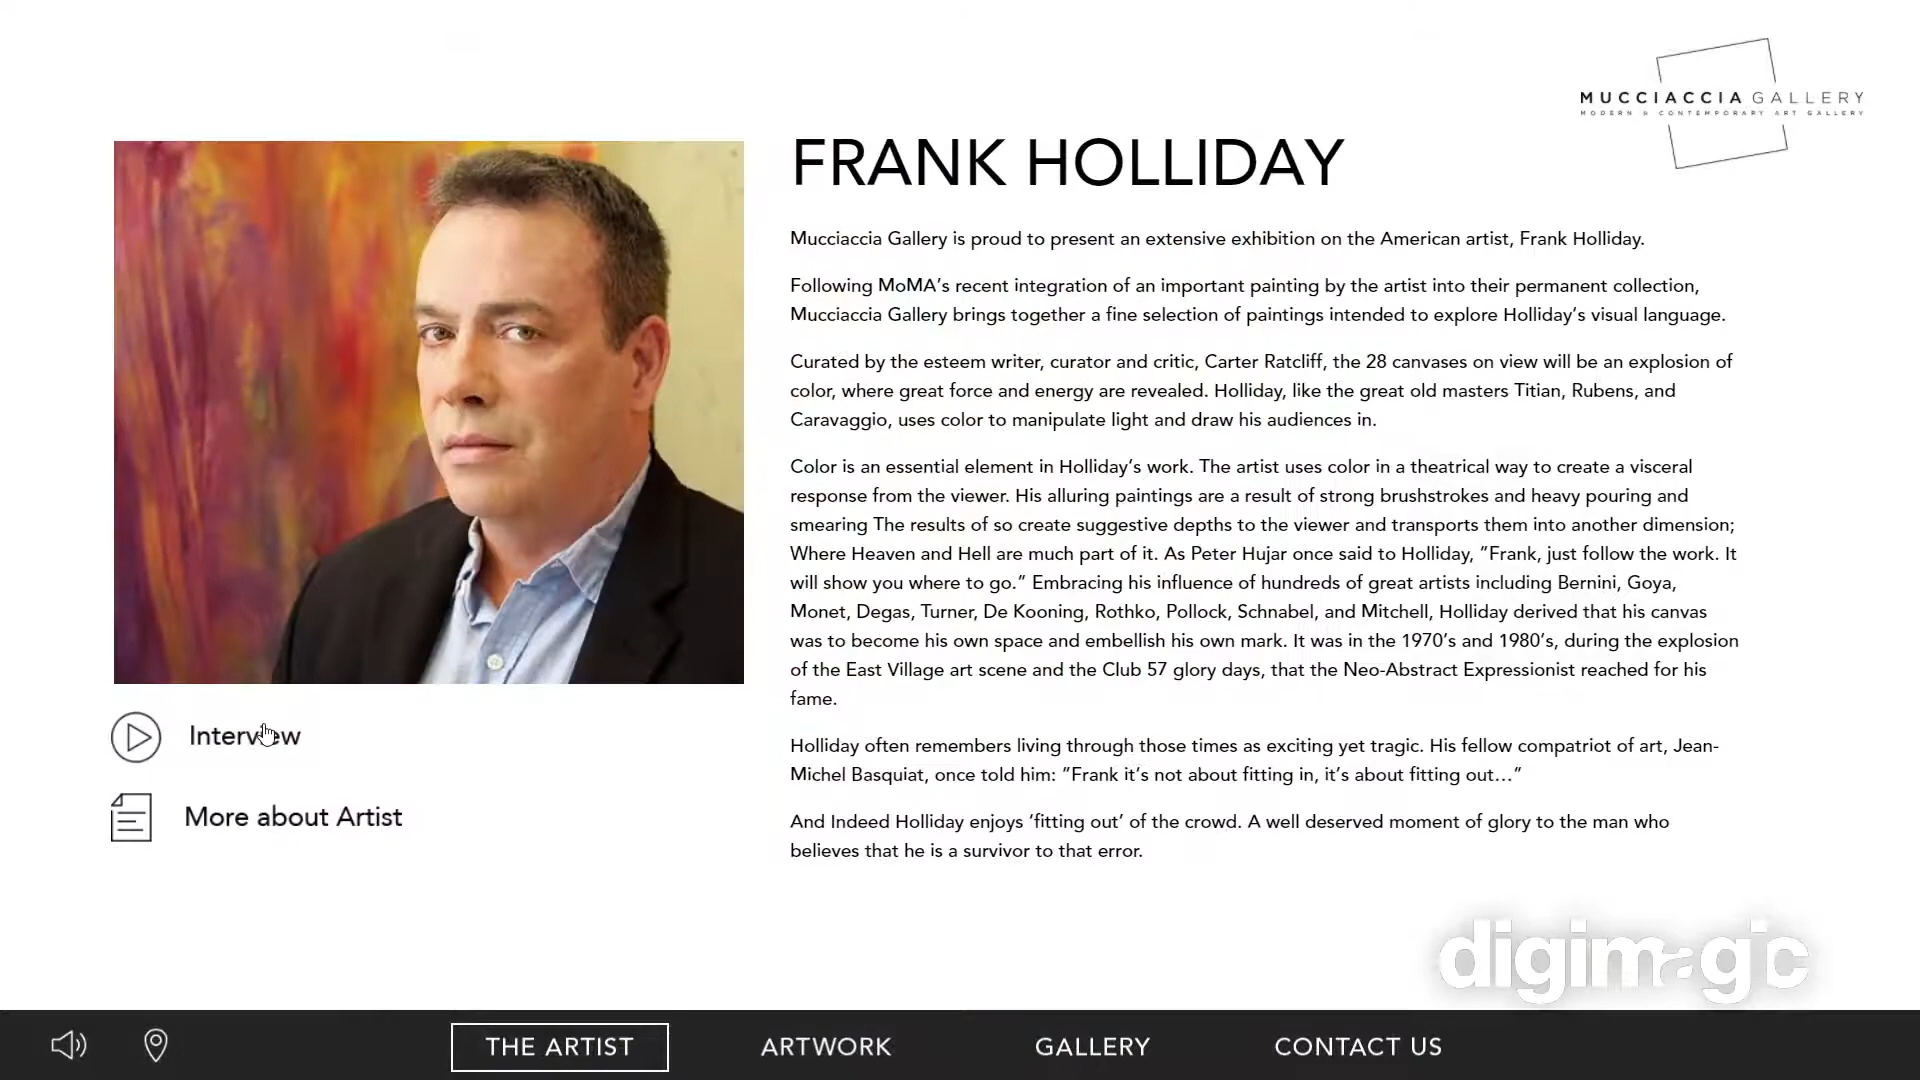 MUCCIACCIA GALLERY
MODERN & CONTEMPORARY ART GALLERY
FRANK HOLLIDAY
Mucciaccia Gallery is proud to present an extensive exhibition on the American artist, Frank Holliday.
Following MoMA’s recent integration of an important painting by the artist into their permanent collection,
Mucciaccia Gallery brings together a fine selection of paintings intended to explore Holliday’s visual language.
Curated by the esteem writer, curator and critic, Carter Ratcliff, the 28 canvases on view will be an explosion of
color, where great force and energy are revealed. Holliday, like the great old masters Titian, Rubens, and
Caravaggio, uses color to manipulate light and draw his audiences in.
Color is an essential element in Holliday’s work. The artist uses color in a theatrical way to create a visceral
response from the viewer. His alluring paintings are a result of strong brushstrokes and heavy pouring and
smearing The results of so create suggestive depths to the viewer and transports them into another dimension;
Where Heaven and Hell are much part of it. As Peter Hujar once said to Holliday, ”Frank, just follow the work. It
will show you where to go.” Embracing his influence of hundreds of great artists including Bernini, Goya,
Monet, Degas, Turner, De Kooning, Rothko, Pollock, Schnabel, and Mitchell, Holliday derived that his canvas
was to become his own space and embellish his own mark. It was in the 1970’s and 1980’s, during the explosion
of the East Village art scene and the Club 57 glory days, that the Neo-Abstract Expressionist reached for his
fame.
Holliday often remembers living through those times as exciting yet tragic. His fellow compatriot of art, Jean-
Michel Basquiat, once told him: ”Frank it’s not about fitting in, it’s about fitting out…”
And Indeed Holliday enjoys ‘fitting out’ of the crowd. A well deserved moment of glory to the man who
believes that he is a survivor to that error.
Interview
More about Artist
digimagic
THE ARTIST
ARTWORK
GALLERY
CONTACT US